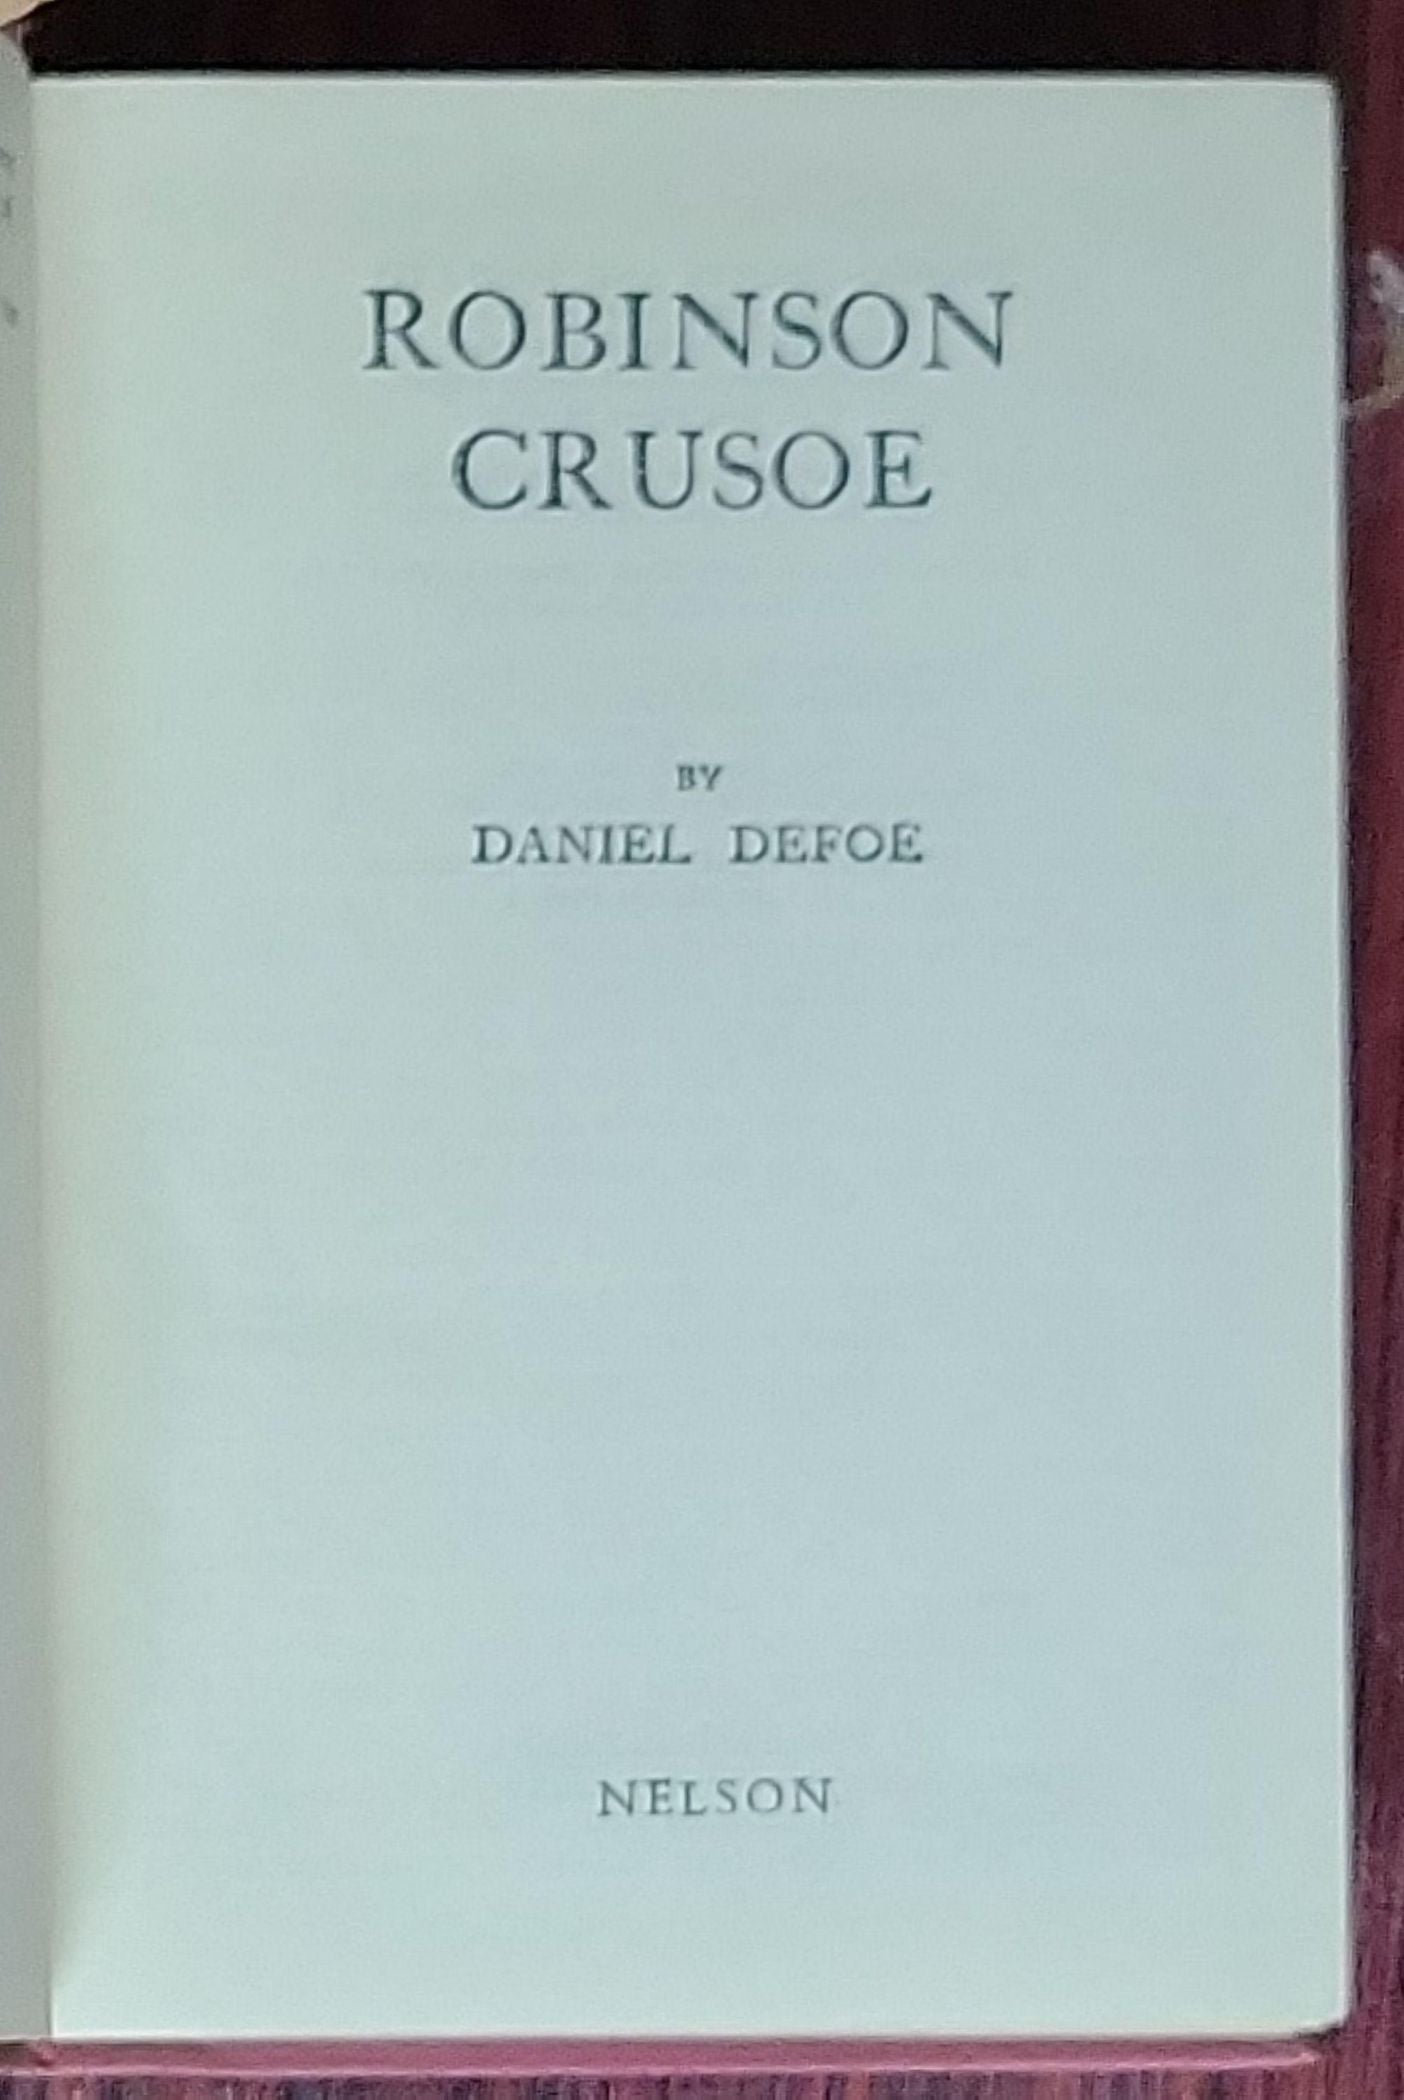 ROBINSON
CRUSOE
BY
DANIEL DEFOE
NELSON